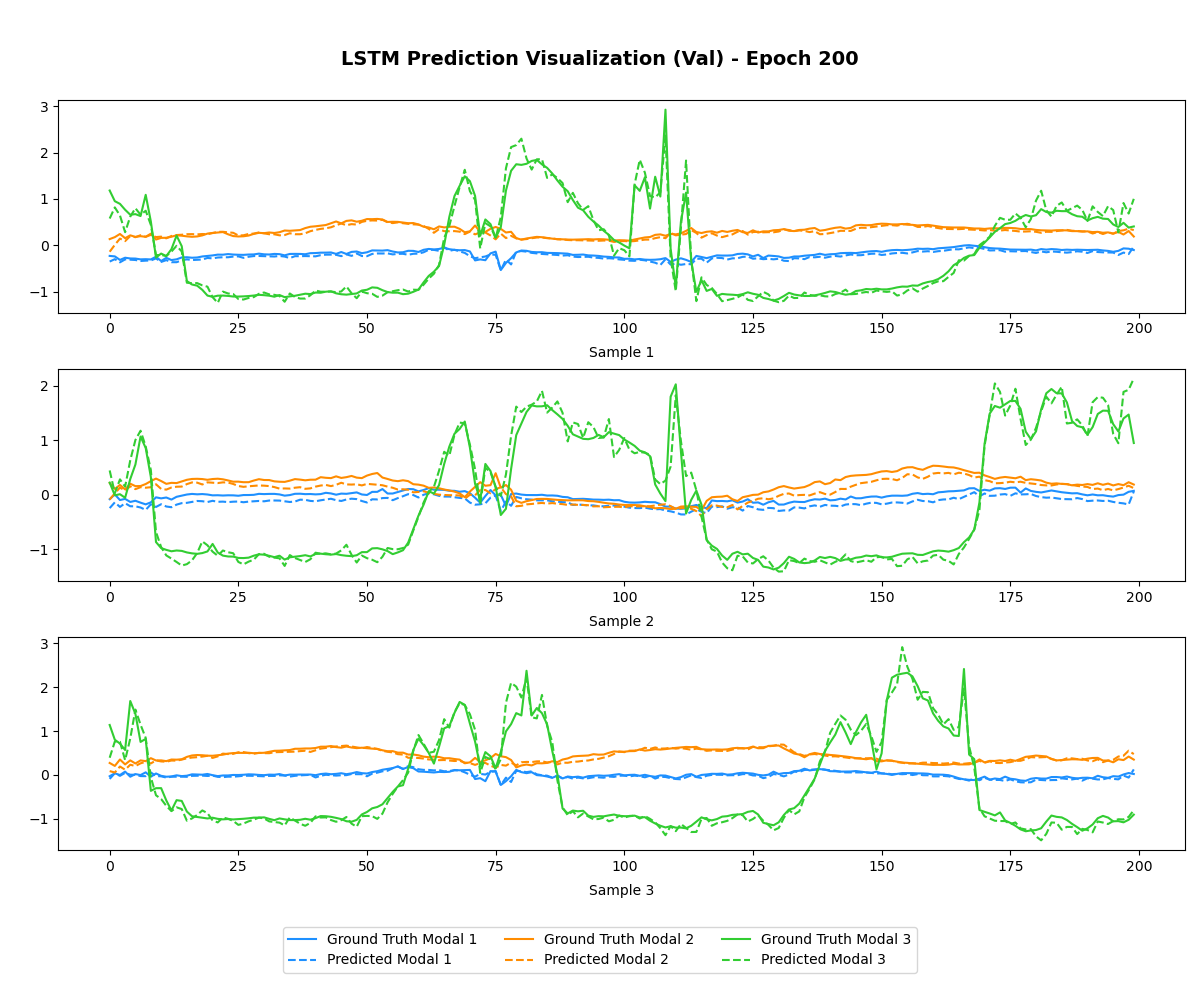 LSTM Prediction Visualization (Val) - Epoch 200
3
2
1
0
−1
0 25 50 75 100 125 150 175 200
Sample 1
2
1
0
−1
0 25 50 75 100 125 150 175 200
Sample 2
3
2
1
0
−1
0 25 50 75 100 125 150 175 200
Sample 3
Ground Truth Modal 1 Ground Truth Modal 2 Ground Truth Modal 3
Predicted Modal 1 Predicted Modal 2 Predicted Modal 3